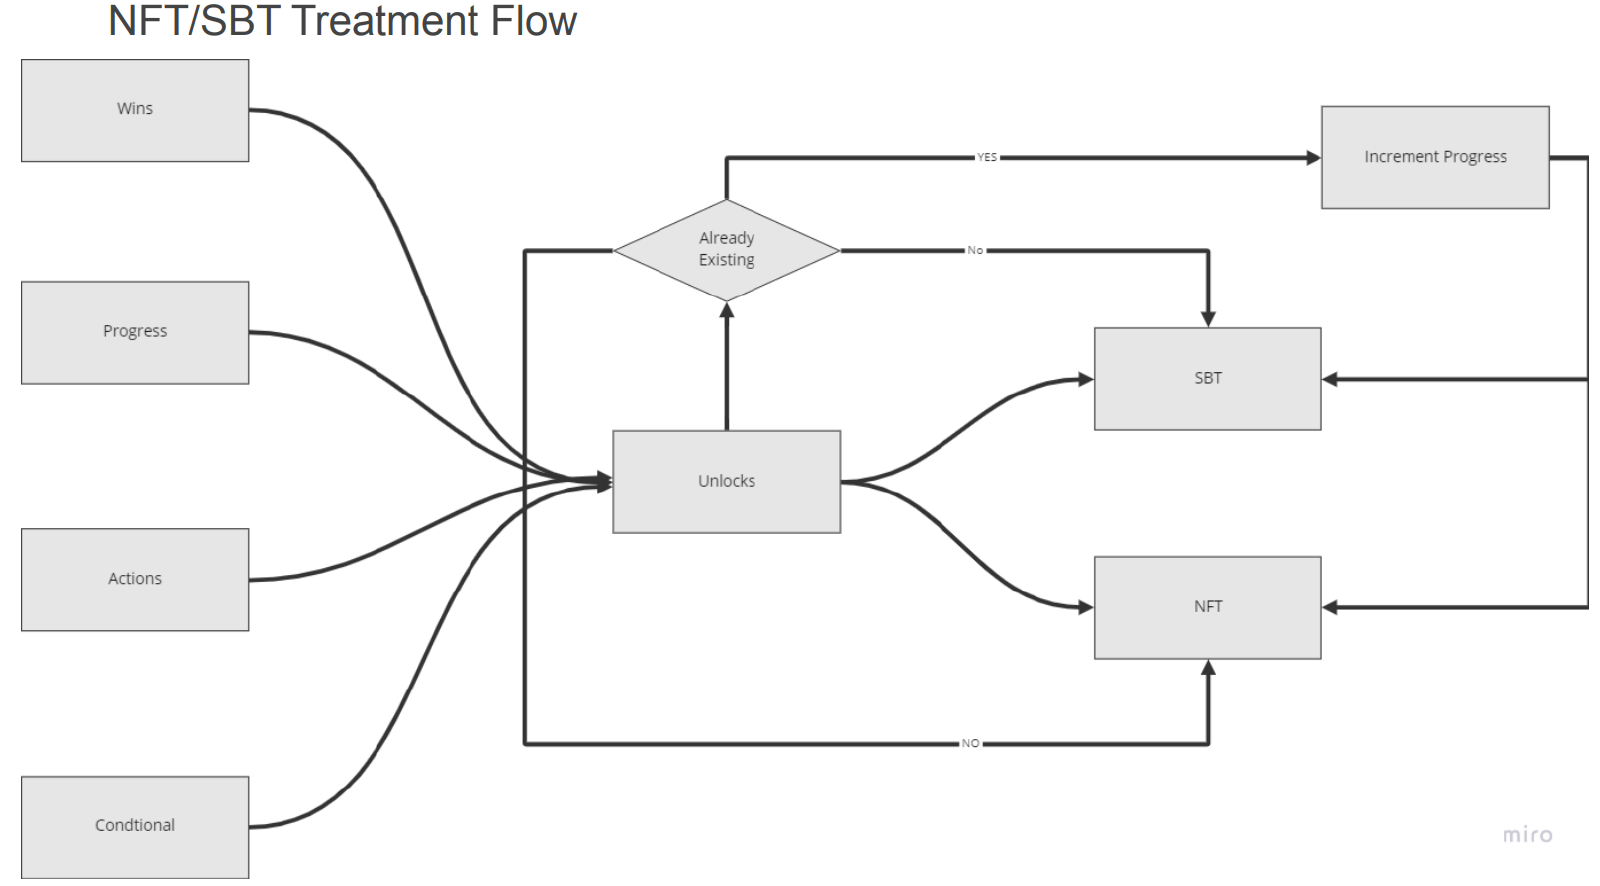 NFT/SBT Treatment Flow
Wins
YES
Increment Progress
Already
Existing
No
Progress
SBT
Unlocks
Actions
NFT
NO
Condtional
miro